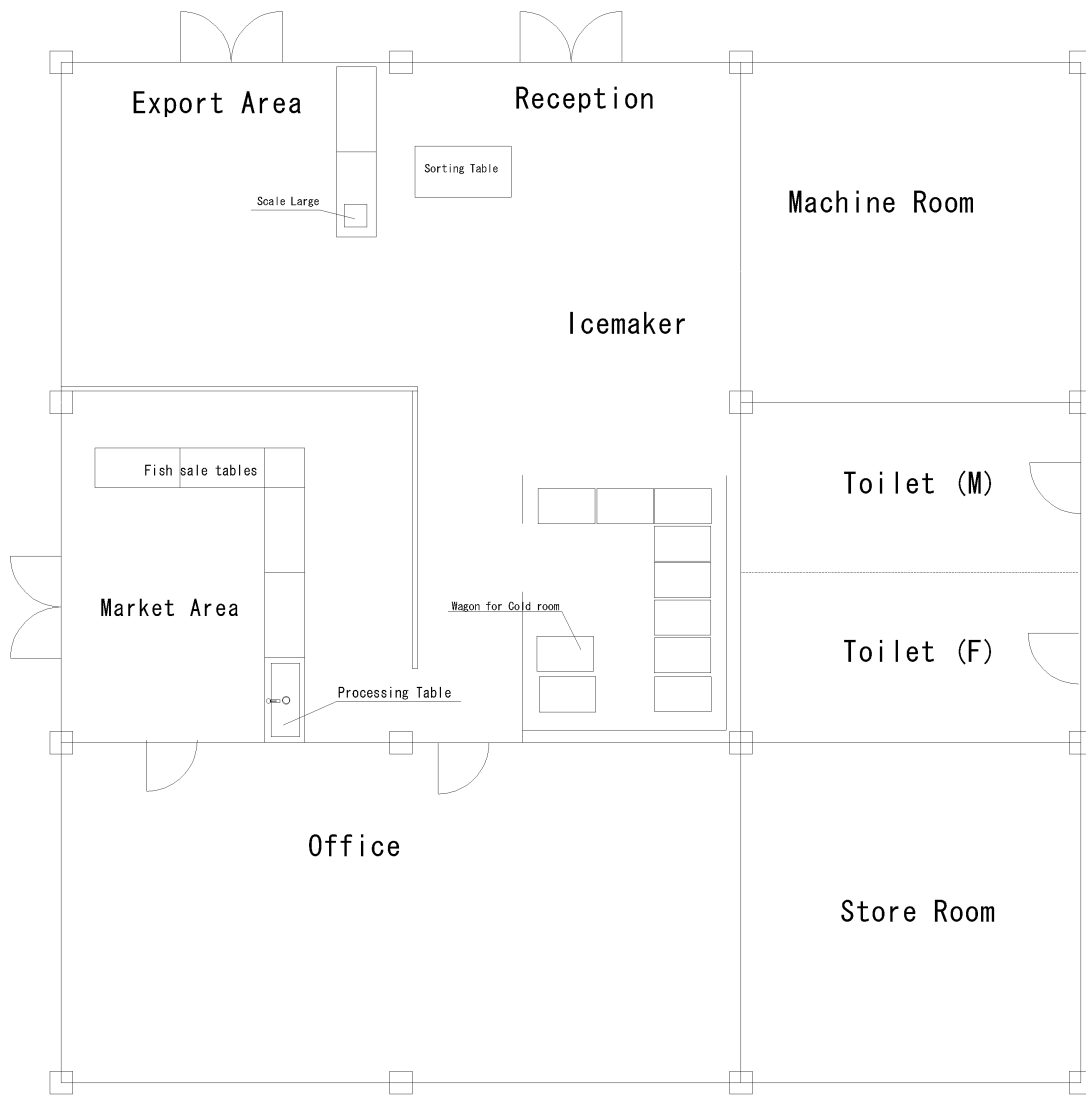 Export Area
Reception
Sorting Table
Scale Large
Machine Room
Icemaker
Fish sale tables
Toilet (M)
Market Area
Wagon for Cold room
Toilet (F)
Processing Table
Office
Store Room